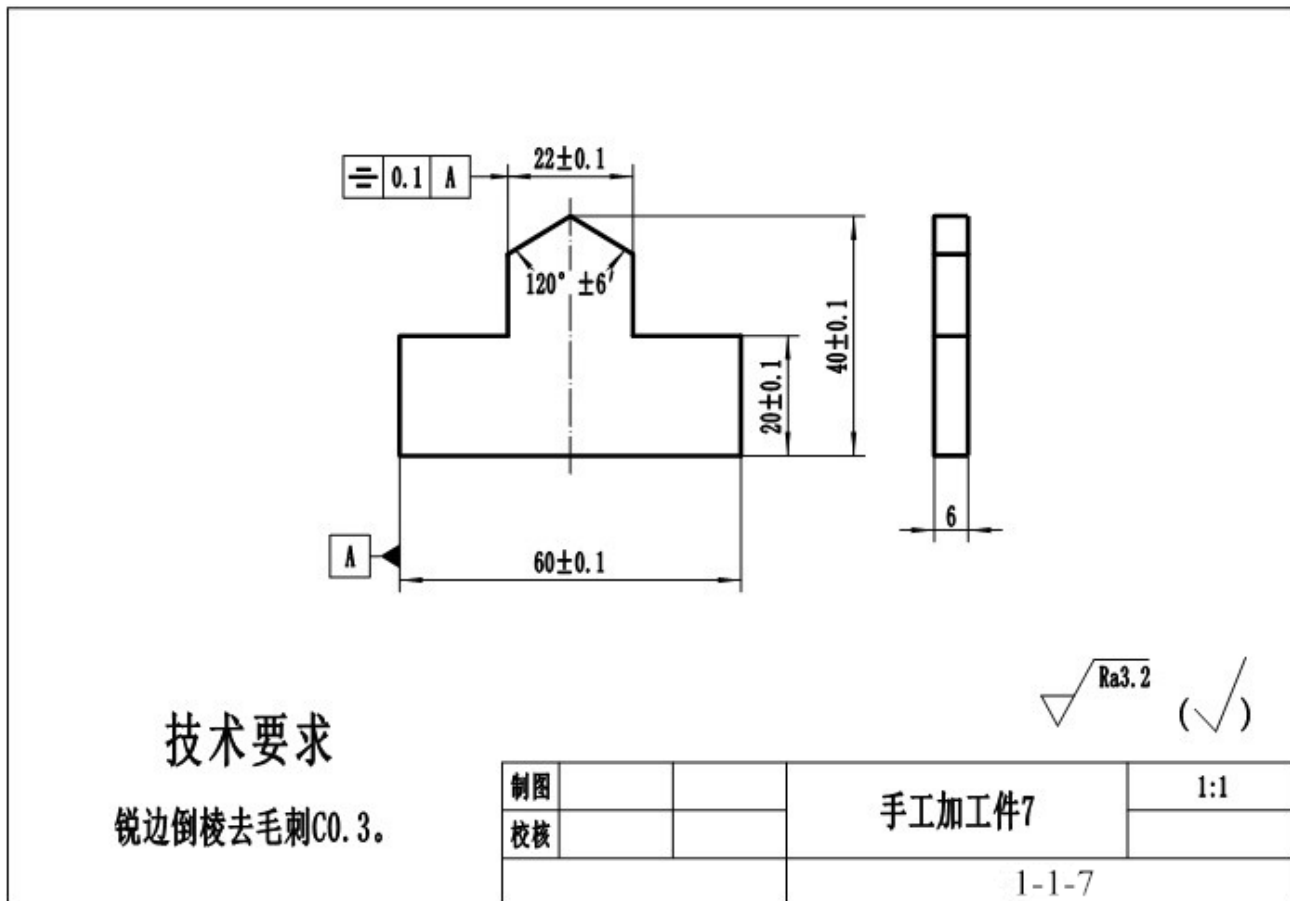 22±0.1
⌯ 0.1 A
120° ±6′
40±0.1
20±0.1
6
A
60±0.1
Ra3.2
(√)
技术要求
锐边倒棱去毛刺C0.3。
制图
手工加工件7
1:1
校核
1-1-7